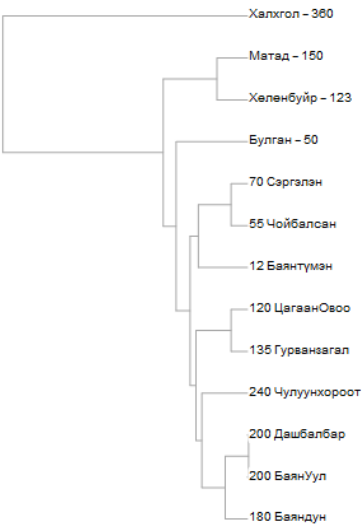 Халхгол – 360
Матад – 150
Хөлөнбуйр – 123
Булган – 50
70 Сэргэлэн
55 Чойбалсан
12 Баянтүмэн
120 ЦагаанОвоо
135 Гурванзагал
240 Чулуунхороот
200 Дашбалбар
200 БаянУул
180 Баяндун